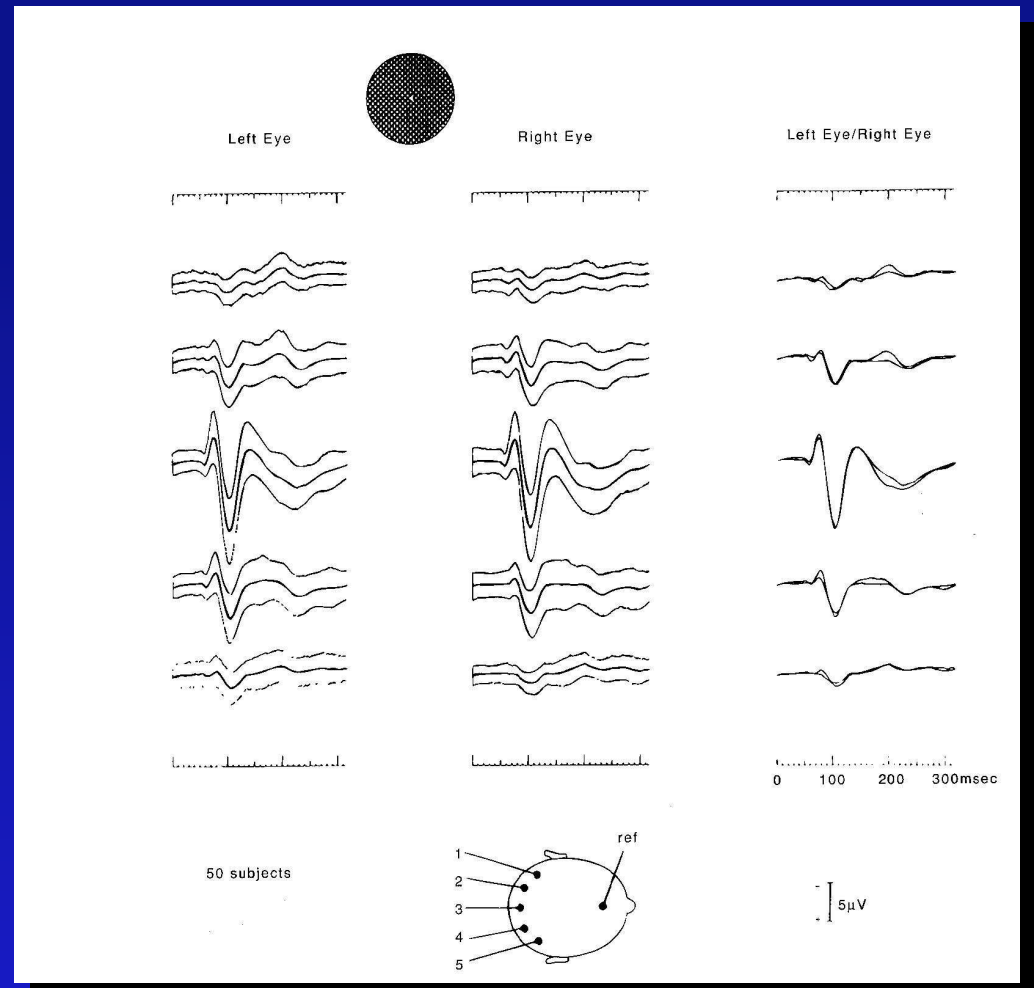 Left Eye
Right Eye
Left Eye/Right Eye
0 100 200 300msec
50 subjects
ref
1
2
3
4
5
- 
+
5µV